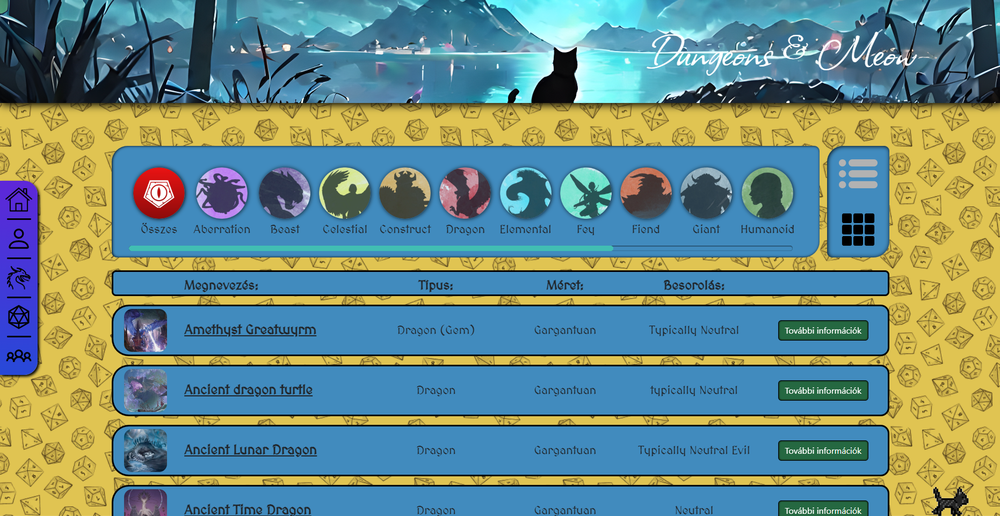 Dungeons & Meow
Összes
Aberration
Beast
Celestial
Construct
Dragon
Elemental
Fey
Fiend
Giant
Humanoid
Megnevezés: Típus: Méret: Besorolás:
Amethyst Greatwyrm Dragon (Gem) Gargantuan Typically Neutral További információk
Ancient dragon turtle Dragon Gargantuan typically Neutral További információk
Ancient Lunar Dragon Dragon Gargantuan Typically Neutral Evil További információk
Ancient Time Dragon Dragon Gargantuan Neutral További információk